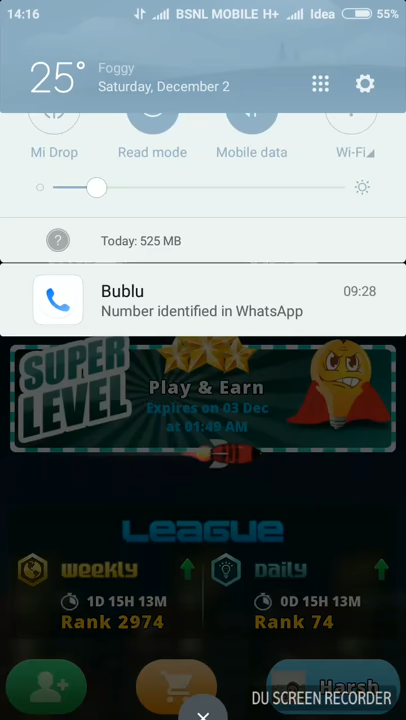 14:16 BSNL MOBILE H+ Idea 55%
25° Foggy
Saturday, December 2
Mi Drop Read mode Mobile data Wi-Fi
? Today: 525 MB
Bublu 09:28
Number identified in WhatsApp
SUPER LEVEL
Play & Earn
Expires on 03 Dec
at 01:49 AM
LEAGUE
weekly daily
1D 15H 13M 0D 15H 13M
Rank 2974 Rank 74
Harsh
DU SCREEN RECORDER